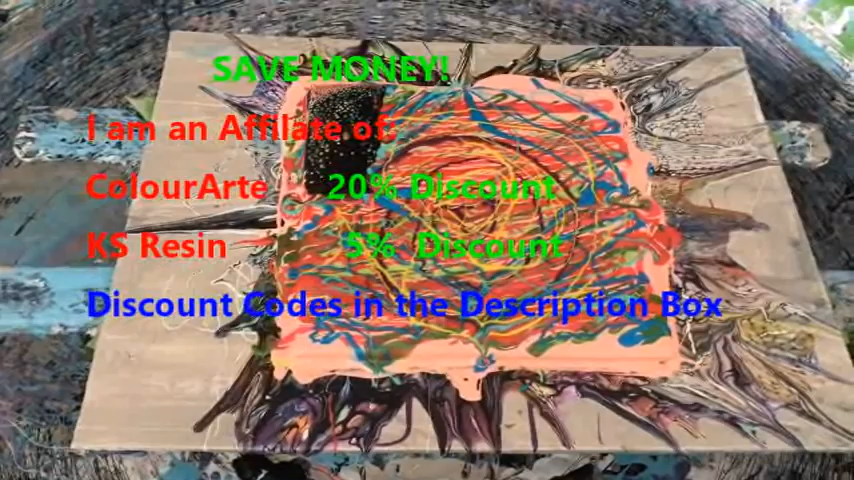 SAVE MONEY!
I am an Affilate of:
ColourArte 20% Discount
KS Resin 5% Discount
Discount Codes in the Description Box